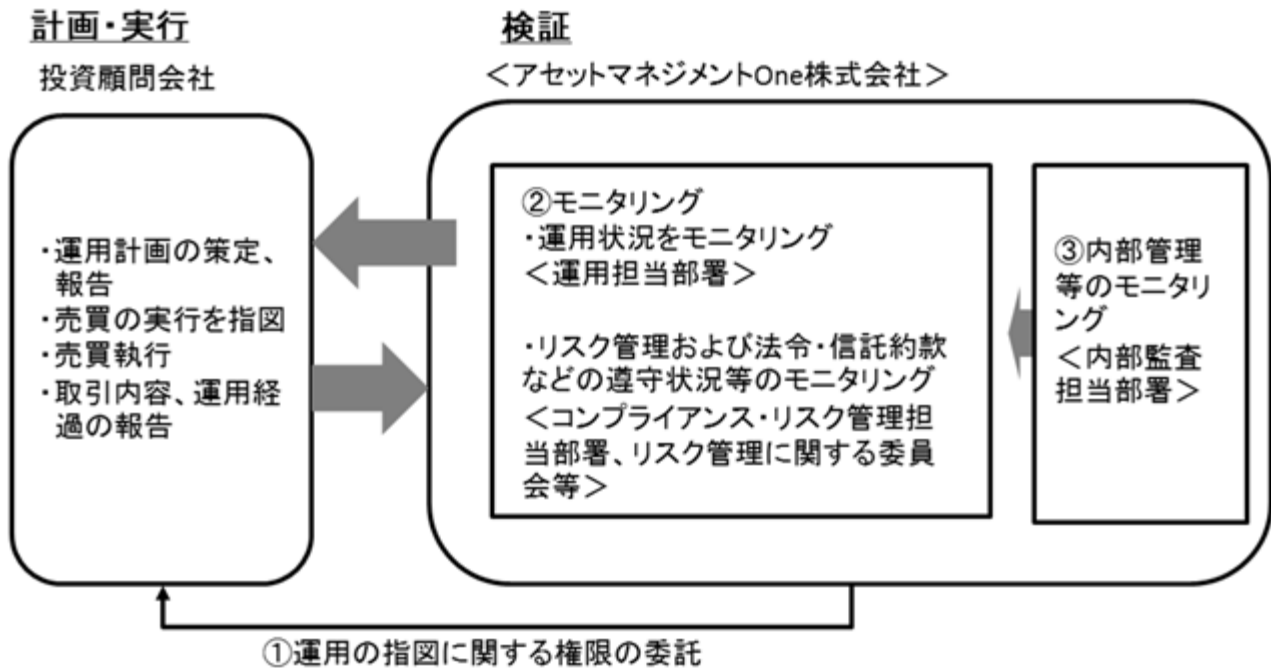 計画・実行
投資顧問会社
・運用計画の策定、
報告
・売買の実行を指図
・売買執行
・取引内容、運用経
過の報告
検証
＜アセットマネジメントOne株式会社＞
②モニタリング
・運用状況をモニタリング
＜運用担当部署＞
・リスク管理および法令・信託約款
などの遵守状況等のモニタリング
＜コンプライアンス・リスク管理担
当部署、リスク管理に関する委員
会等＞
③内部管理
等のモニタリ
ング
＜内部監査
担当部署＞
①運用の指図に関する権限の委託